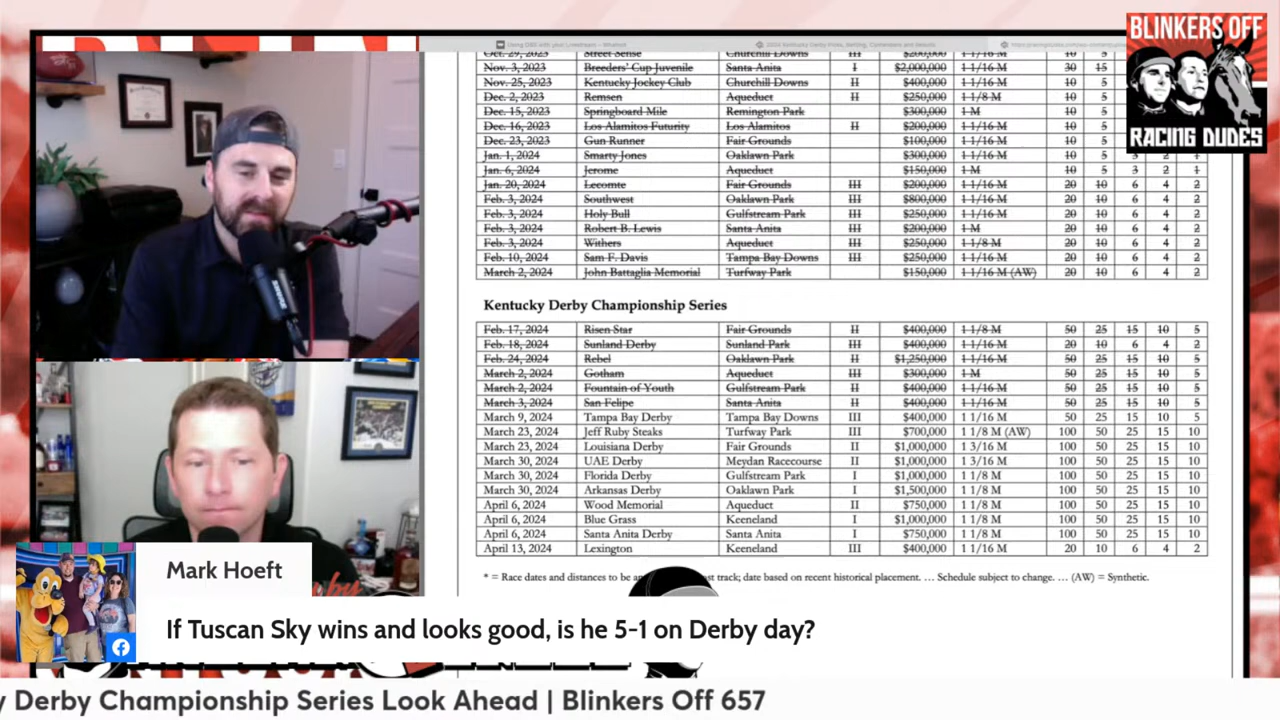 BLINKERS OFF
RACING DUDES
Oct. 29, 2023 Street Sense Churchill Downs III $200,000 1 1/16 M 10 5
Nov. 3, 2023 Breeders' Cup Juvenile Santa Anita I $2,000,000 1 1/16 M 30 15
Nov. 25, 2023 Kentucky Jockey Club Churchill Downs II $400,000 1 1/16 M 10 5
Dec. 2, 2023 Remsen Aqueduct II $250,000 1 1/8 M 10 5
Dec. 15, 2023 Springboard Mile Remington Park $300,000 1 M 10 5
Dec. 16, 2023 Los Alamitos Futurity Los Alamitos II $200,000 1 1/16 M 10 5
Dec. 23, 2023 Gun Runner Fair Grounds $100,000 1 1/16 M 10 5
Jan. 1, 2024 Smarty Jones Oaklawn Park $300,000 1 1/16 M 10 5 3 2 1
Jan. 6, 2024 Jerome Aqueduct $150,000 1 M 10 5 3 2 1
Jan. 20, 2024 Lecomte Fair Grounds III $200,000 1 1/16 M 20 10 6 4 2
Feb. 3, 2024 Southwest Oaklawn Park III $800,000 1 1/16 M 20 10 6 4 2
Feb. 3, 2024 Holy Bull Gulfstream Park III $250,000 1 1/16 M 20 10 6 4 2
Feb. 3, 2024 Robert B. Lewis Santa Anita III $200,000 1 M 20 10 6 4 2
Feb. 3, 2024 Withers Aqueduct III $250,000 1 1/8 M 20 10 6 4 2
Feb. 10, 2024 Sam F. Davis Tampa Bay Downs III $250,000 1 1/16 M 20 10 6 4 2
March 2, 2024 John Battaglia Memorial Turfway Park $150,000 1 1/16 M (AW) 20 10 6 4 2
Kentucky Derby Championship Series
Feb. 17, 2024 Risen Star Fair Grounds II $400,000 1 1/8 M 50 25 15 10 5
Feb. 18, 2024 Sunland Derby Sunland Park III $400,000 1 1/16 M 20 10 6 4 2
Feb. 24, 2024 Rebel Oaklawn Park II $1,250,000 1 1/16 M 50 25 15 10 5
March 2, 2024 Gotham Aqueduct III $300,000 1 M 50 25 15 10 5
March 2, 2024 Fountain of Youth Gulfstream Park II $400,000 1 1/16 M 50 25 15 10 5
March 3, 2024 San Felipe Santa Anita II $400,000 1 1/16 M 50 25 15 10 5
March 9, 2024 Tampa Bay Derby Tampa Bay Downs III $400,000 1 1/16 M 50 25 15 10 5
March 23, 2024 Jeff Ruby Steaks Turfway Park III $700,000 1 1/8 M (AW) 100 50 25 15 10
March 23, 2024 Louisiana Derby Fair Grounds II $1,000,000 1 3/16 M 100 50 25 15 10
March 30, 2024 UAE Derby Meydan Racecourse II $1,000,000 1 3/16 M 100 50 25 15 10
March 30, 2024 Florida Derby Gulfstream Park I $1,000,000 1 1/8 M 100 50 25 15 10
March 30, 2024 Arkansas Derby Oaklawn Park I $1,500,000 1 1/8 M 100 50 25 15 10
April 6, 2024 Wood Memorial Aqueduct II $750,000 1 1/8 M 100 50 25 15 10
April 6, 2024 Blue Grass Keeneland I $1,000,000 1 1/8 M 100 50 25 15 10
April 6, 2024 Santa Anita Derby Santa Anita I $750,000 1 1/8 M 100 50 25 15 10
April 13, 2024 Lexington Keeneland III $400,000 1 1/16 M 20 10 6 4 2
* = Race dates and distances to be an st track; date based on recent historical placement. … Schedule subject to change. … (AW) = Synthetic.
Mark Hoeft
If Tuscan Sky wins and looks good, is he 5-1 on Derby day?
y Derby Championship Series Look Ahead | Blinkers Off 657